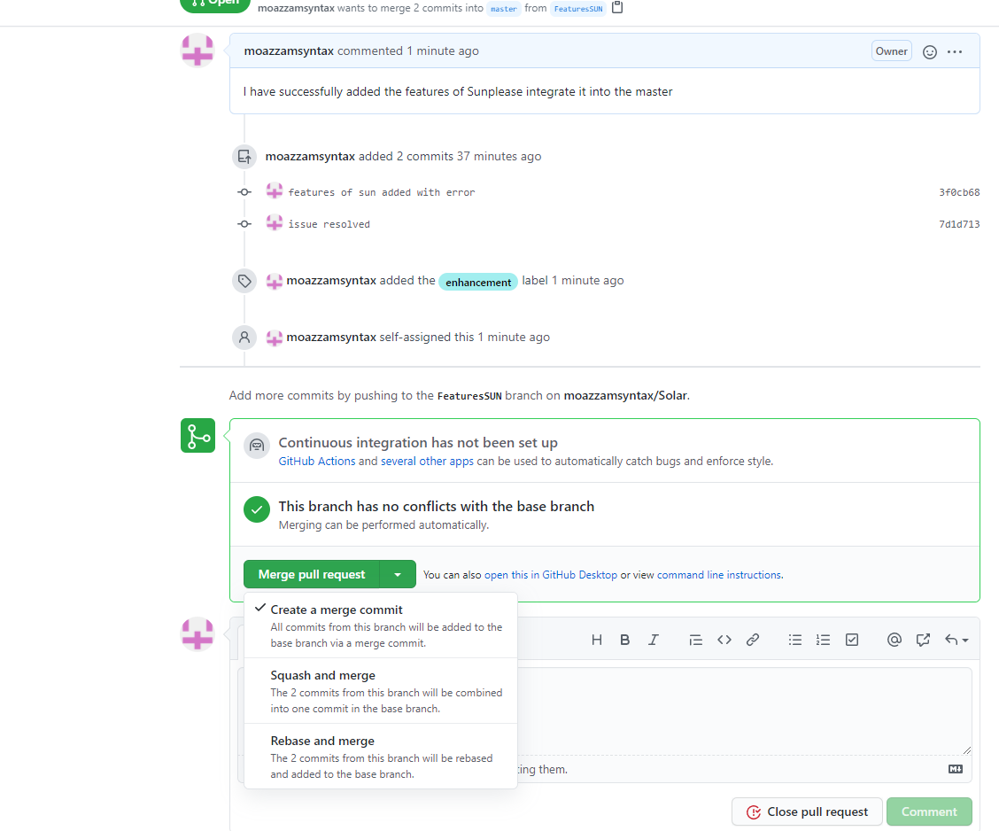 Open
moazzamsyntax wants to merge 2 commits into master from FeaturesSUN
moazzamsyntax commented 1 minute ago Owner
I have successfully added the features of Sunplease integrate it into the master
moazzamsyntax added 2 commits 37 minutes ago
features of sun added with error 3f0cb68
issue resolved 7d1d713
moazzamsyntax added the enhancement label 1 minute ago
moazzamsyntax self-assigned this 1 minute ago
Add more commits by pushing to the FeaturesSUN branch on moazzamsyntax/Solar.
Continuous integration has not been set up
GitHub Actions and several other apps can be used to automatically catch bugs and enforce style.
This branch has no conflicts with the base branch
Merging can be performed automatically.
Merge pull request You can also open this in GitHub Desktop or view command line instructions.
Create a merge commit
All commits from this branch will be added to the
base branch via a merge commit.
Squash and merge
The 2 commits from this branch will be combined
into one commit in the base branch.
Rebase and merge
The 2 commits from this branch will be rebased
and added to the base branch.
H B I
ting them.
Close pull request Comment